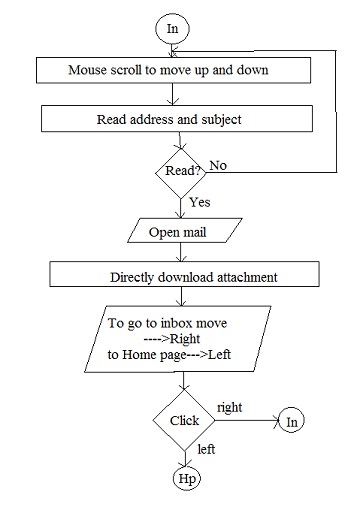 In
Mouse scroll to move up and down
Read address and subject
Read?
No
Yes
Open mail
Directly download attachment
To go to inbox move
---->Right
to Home page--->Left
Click
right
In
left
Hp